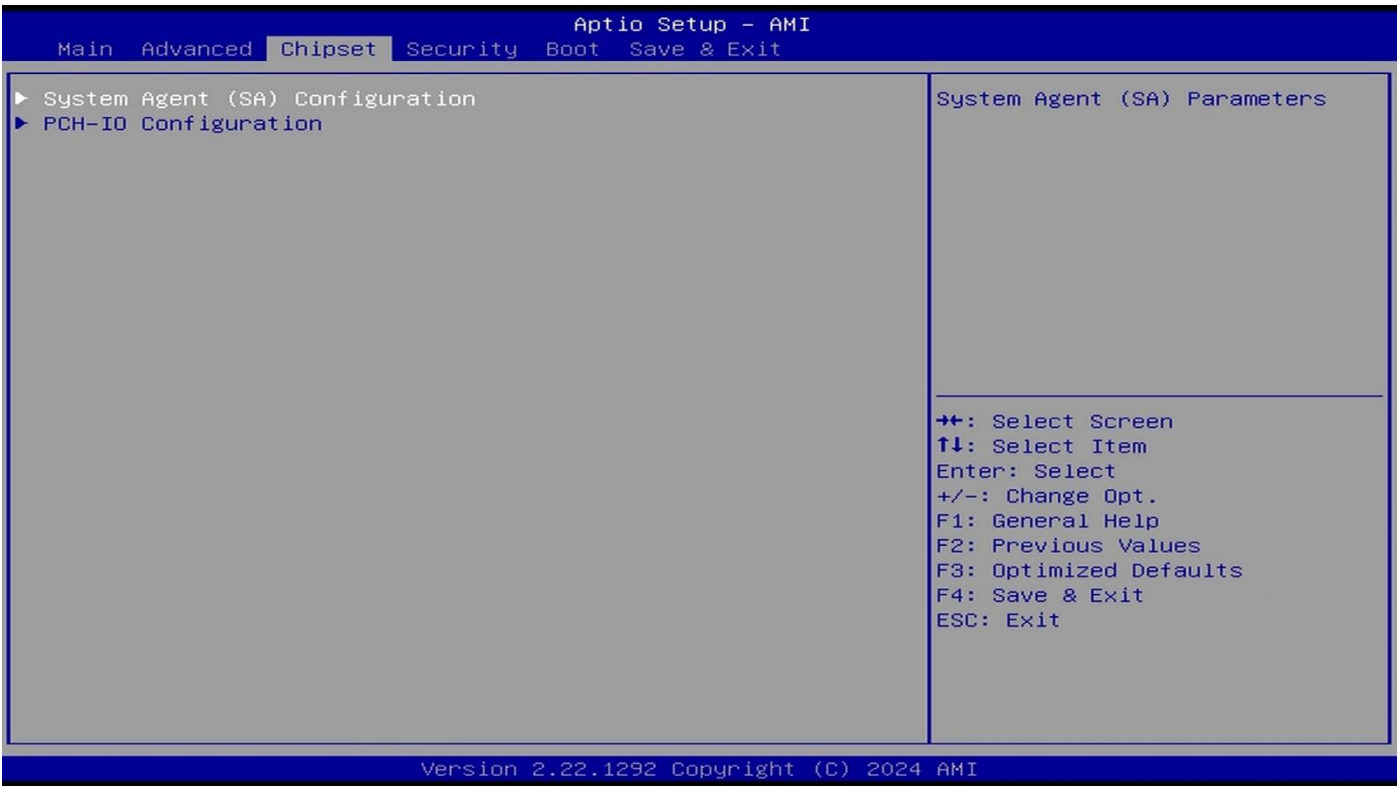 Aptio Setup - AMI
Main Advanced Chipset Security Boot Save & Exit
► System Agent (SA) Configuration
► PCH-IO Configuration
System Agent (SA) Parameters
→←: Select Screen
↑↓: Select Item
Enter: Select
+/-: Change Opt.
F1: General Help
F2: Previous Values
F3: Optimized Defaults
F4: Save & Exit
ESC: Exit
Version 2.22.1292 Copyright (C) 2024 AMI